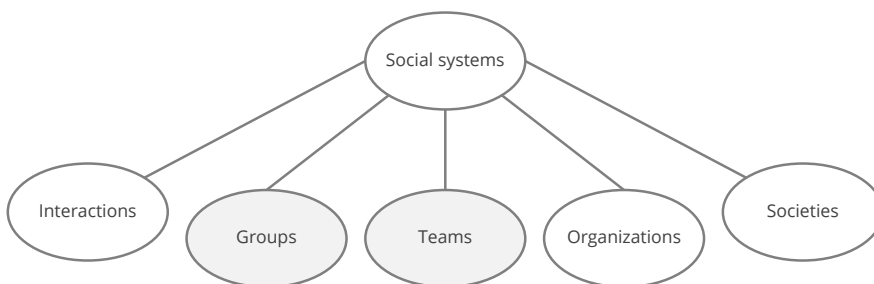 Social systems
Interactions
Groups
Teams
Organizations
Societies